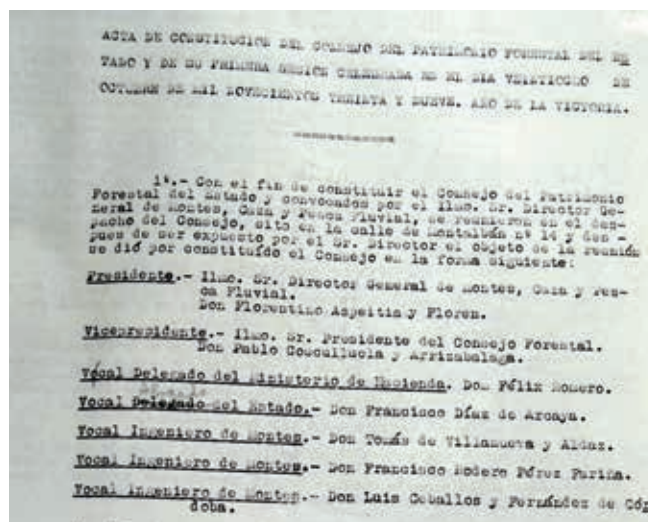 ACTA DE CONSTITUCION DEL CONSEJO DEL PATRIMONIO FORESTAL DEL ES
TADO Y DE SU PRIMERA SESION CELEBRADA EN EL DIA VEINTIOCHO DE
OCTUBRE DE MIL NOVECIENTOS TREINTA Y NUEVE. AÑO DE LA VICTORIA.
1º.- Con el fin de constituir el Consejo del Patrimonio
Forestal del Estado y convocados por el Ilmo. Sr. Director Ge-
neral de Montes, Caza y Pesca Fluvial, se reunieron en el des-
pacho del Consejo, sito en la calle de Montalbán nº 14 y des -
pues de ser expuesto por el Sr. Director el objeto de la reunión
se dió por constituído el Consejo en la forma siguiente:
Presidente.- Ilmo. Sr. Director General de Montes, Caza y Pes-
ca Fluvial.
Don Florentino Azpeitia y Floren.
Vicepresidente.- Ilmo. Sr. Presidente del Consejo Forestal.
Don Pablo Cosculluela y Arrizabalaga.
Vocal Delegado del Ministerio de Hacienda. Don Félix Romero.
Vocal Delegado del Estado.- Don Francisco Díaz de Arcaya.
Vocal Ingeniero de Montes.- Don Tomás de Villanueva y Aldaz.
Vocal Ingeniero de Montes.- Don Francisco Rodero Pérez Fariña.
Vocal Ingeniero de Montes.- Don Luis Ceballos y Fernández de Cór
doba.